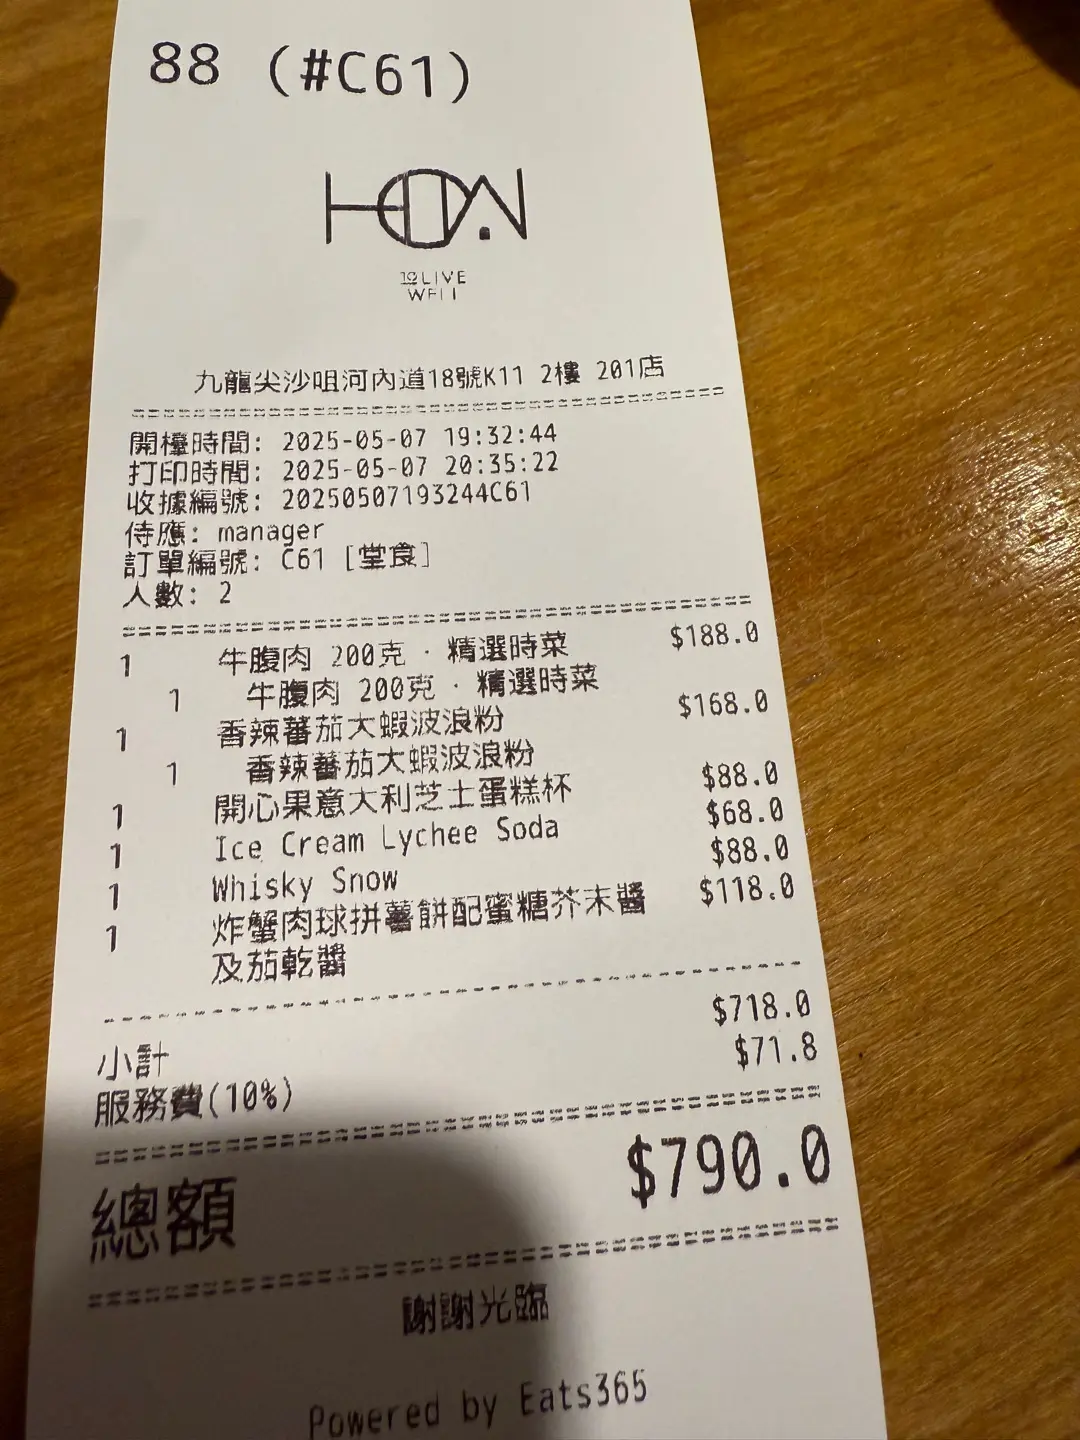 88 (#C61)
HOW.
TO LIVE
WELL
九龍尖沙咀河內道18號K11 2樓 201店
開檯時間: 2025-05-07 19:32:44
打印時間: 2025-05-07 20:35:22
收據編號: 20250507193244C61
侍應: manager
訂單編號: C61 [堂食]
人數: 2
1 牛腹肉 200克 · 精選時菜 $188.0
1 牛腹肉 200克 · 精選時菜
1 香辣蕃茄大蝦波浪粉 $168.0
1 香辣蕃茄大蝦波浪粉
1 開心果意大利芝士蛋糕杯 $88.0
1 Ice Cream Lychee Soda $68.0
1 Whisky Snow $88.0
1 炸蟹肉球拼薯餅配蜜糖芥末醬 $118.0
及茄乾醬
小計 $718.0
服務費(10%) $71.8
總額 $790.0
謝謝光臨
Powered by Eats365